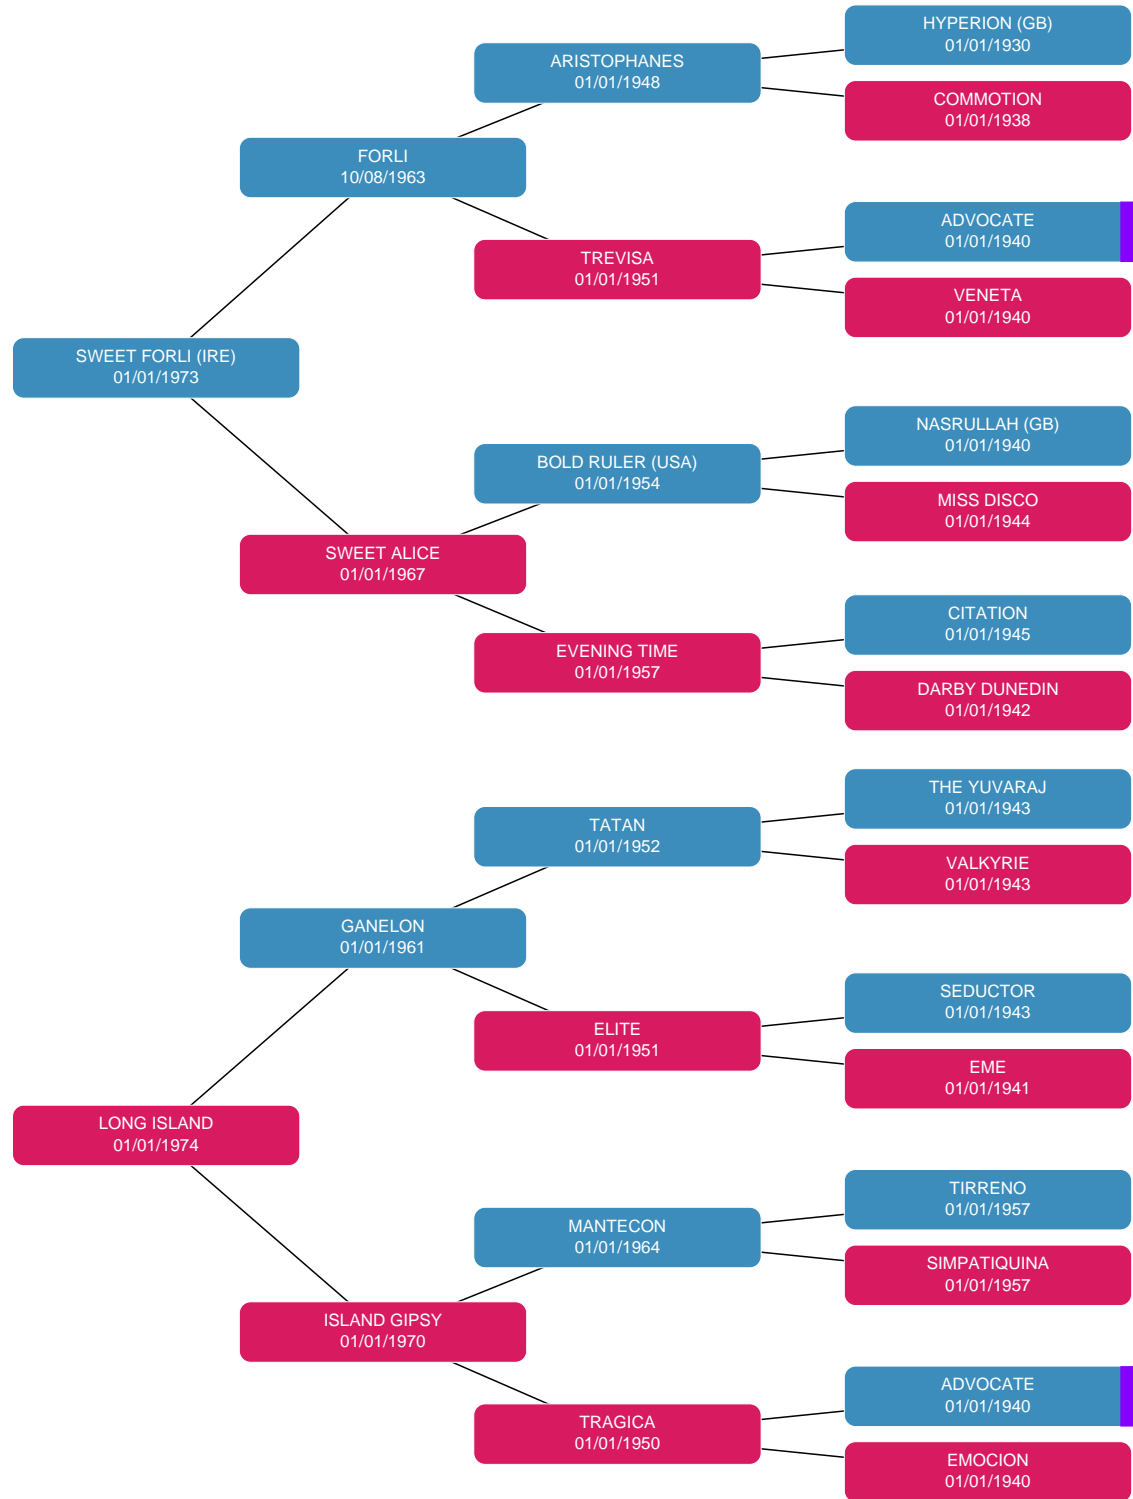 HYPERION (GB)
01/01/1930
ARISTOPHANES
01/01/1948
COMMOTION
01/01/1938
FORLI
10/08/1963
ADVOCATE
01/01/1940
TREVISA
01/01/1951
VENETA
01/01/1940
SWEET FORLI (IRE)
01/01/1973
NASRULLAH (GB)
01/01/1940
BOLD RULER (USA)
01/01/1954
MISS DISCO
01/01/1944
SWEET ALICE
01/01/1967
CITATION
01/01/1945
EVENING TIME
01/01/1957
DARBY DUNEDIN
01/01/1942
THE YUVARAJ
01/01/1943
TATAN
01/01/1952
VALKYRIE
01/01/1943
GANELON
01/01/1961
SEDUCTOR
01/01/1943
ELITE
01/01/1951
EME
01/01/1941
LONG ISLAND
01/01/1974
TIRRENO
01/01/1957
MANTECON
01/01/1964
SIMPATIQUINA
01/01/1957
ISLAND GIPSY
01/01/1970
ADVOCATE
01/01/1940
TRAGICA
01/01/1950
EMOCION
01/01/1940